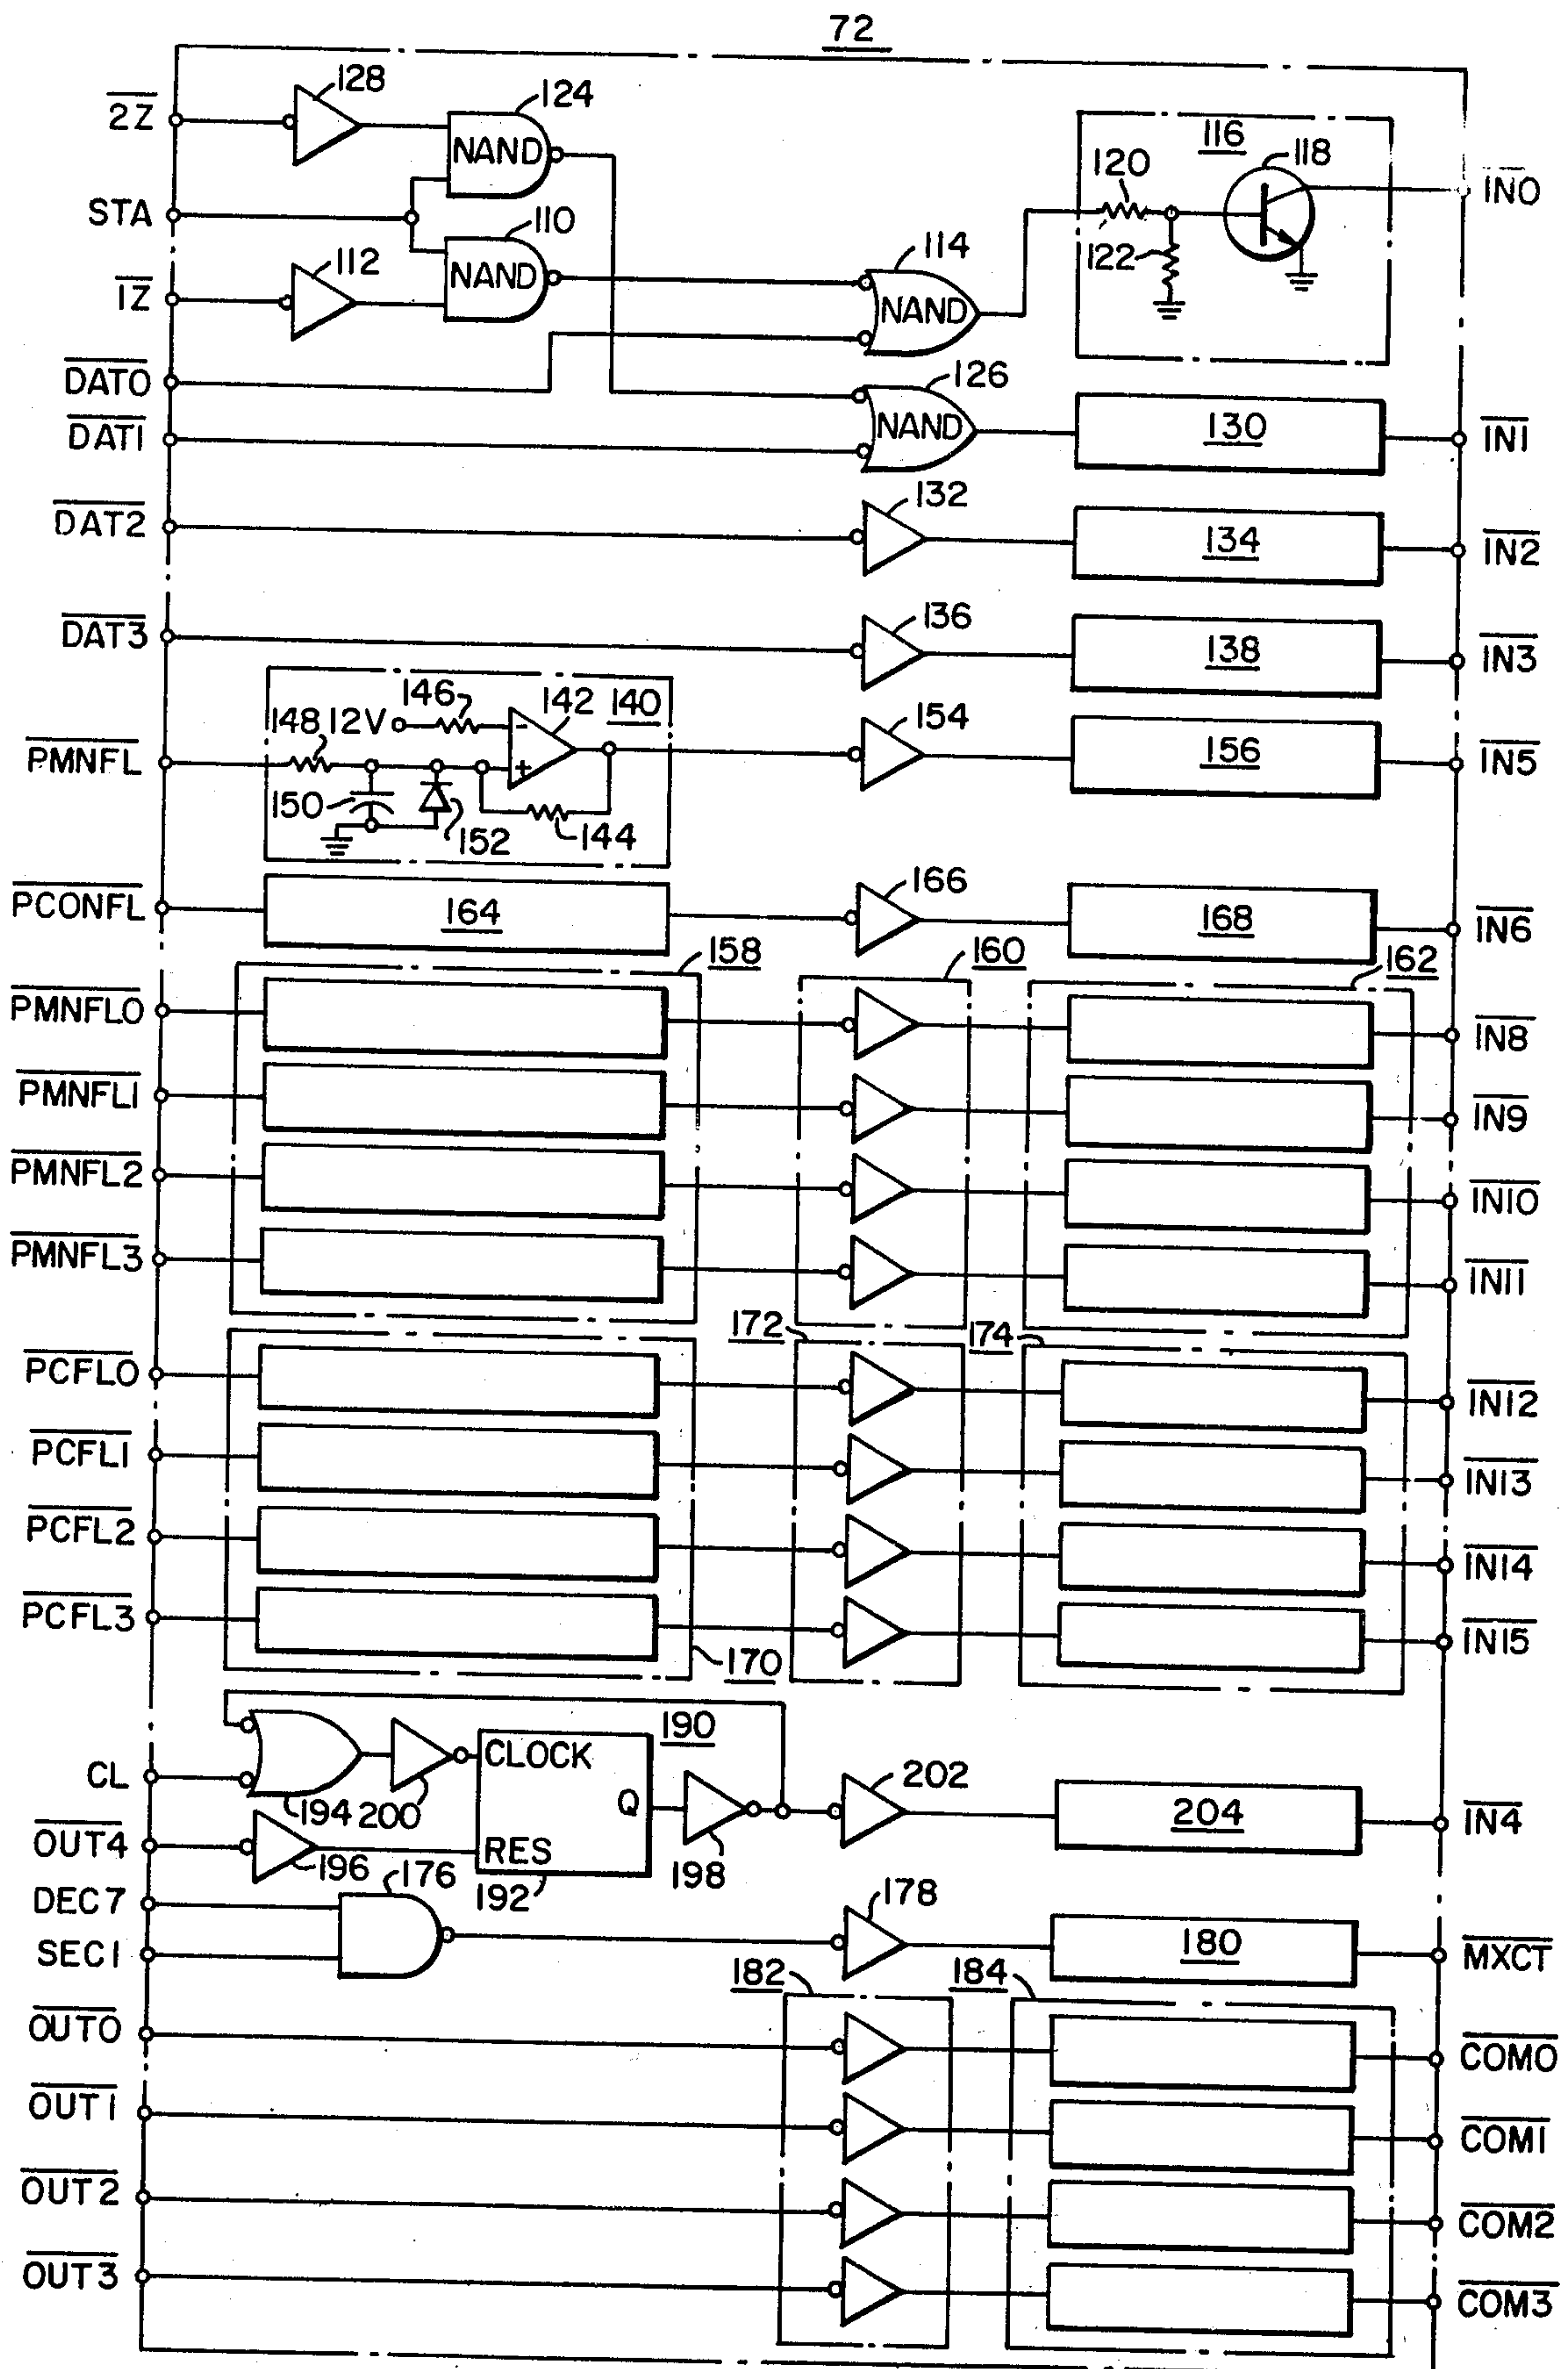 72
128
124
2Z
NAND
116
118
120
IN0
STA
110
122
112
NAND
114
1Z
NAND
DAT0
126
DAT1
NAND
130
IN1
132
DAT2
134
IN2
136
DAT3
138
IN3
146
142
140
154
148
12V
-
PMNFL
+
156
IN5
150
152
144
166
PCONFL
164
168
IN6
158
160
162
PMNFL0
IN8
PMNFL1
IN9
PMNFL2
IN10
PMNFL3
IN11
172
174
PCFL0
IN12
PCFL1
IN13
PCFL2
IN14
PCFL3
IN15
170
190
CLOCK
CL
202
194
200
Q
204
IN4
OUT4
RES
196
176
192
198
178
DEC7
SEC1
180
MXCT
182
184
OUT0
COM0
OUT1
COM1
OUT2
COM2
OUT3
COM3